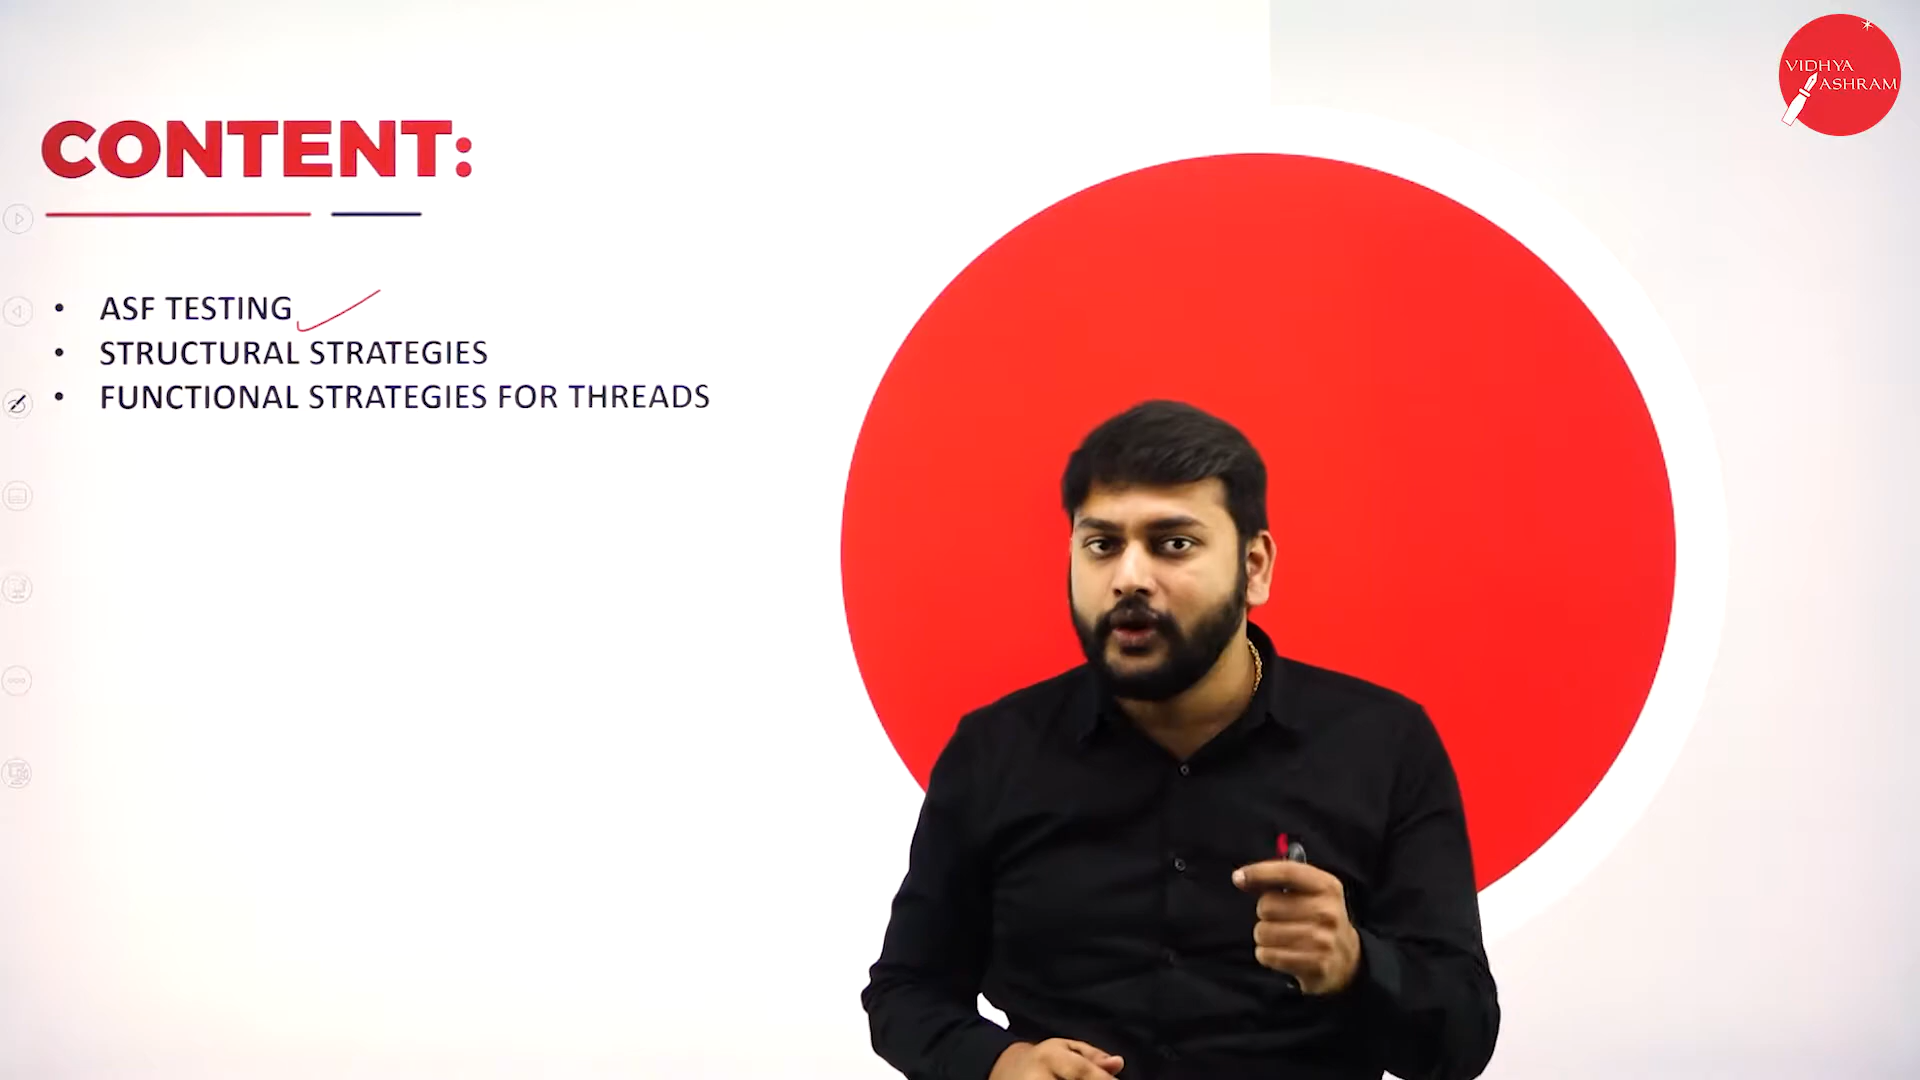 VIDHYA
ASHRAM
CONTENT:
• ASF TESTING
• STRUCTURAL STRATEGIES
• FUNCTIONAL STRATEGIES FOR THREADS